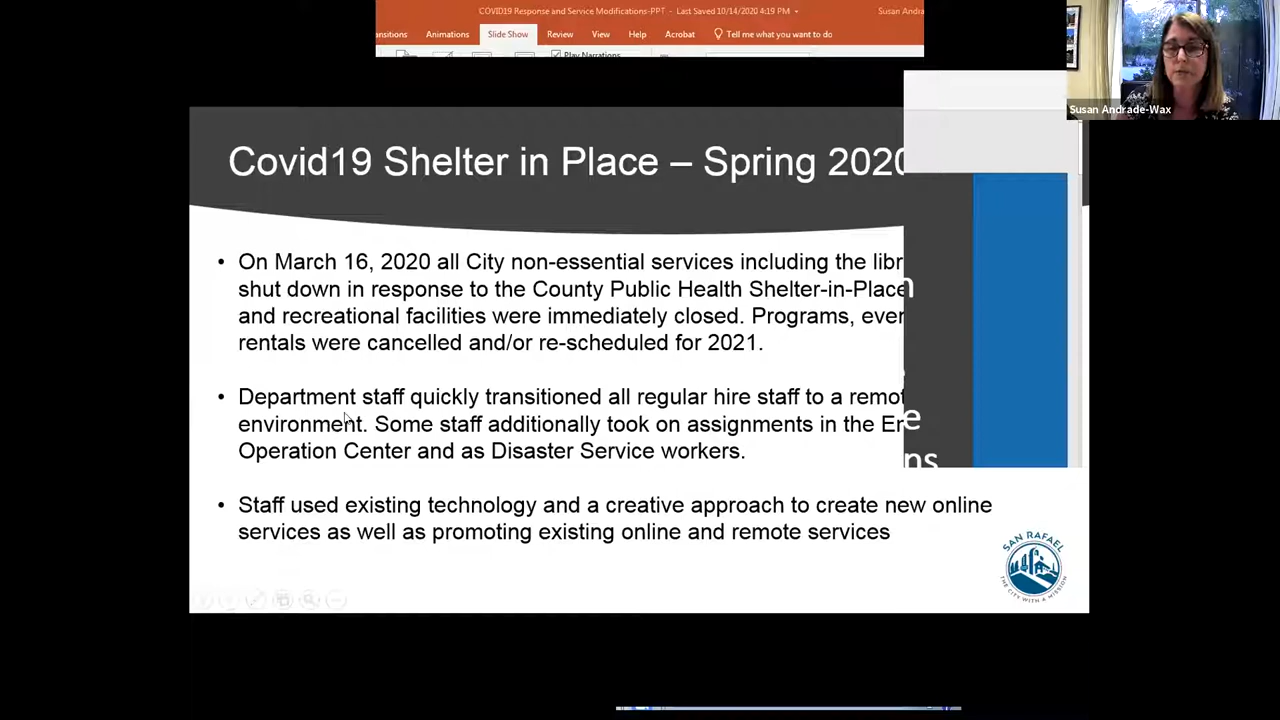 COVID19 Response and Service Modifications-PPT - Last Saved 10/14/2020 4:19 PM
Susan Andra
nsitions Animations Slide Show Review View Help Acrobat Tell me what you want to do
Play Narrations
Susan Andrade-Wax
Covid19 Shelter in Place – Spring 2020
• On March 16, 2020 all City non-essential services including the libr
shut down in response to the County Public Health Shelter-in-Place
and recreational facilities were immediately closed. Programs, even
rentals were cancelled and/or re-scheduled for 2021.
• Department staff quickly transitioned all regular hire staff to a remot
environment. Some staff additionally took on assignments in the Em
Operation Center and as Disaster Service workers.
• Staff used existing technology and a creative approach to create new online
services as well as promoting existing online and remote services
n
e
ns
SAN RAFAEL
THE CITY WITH A MISSION